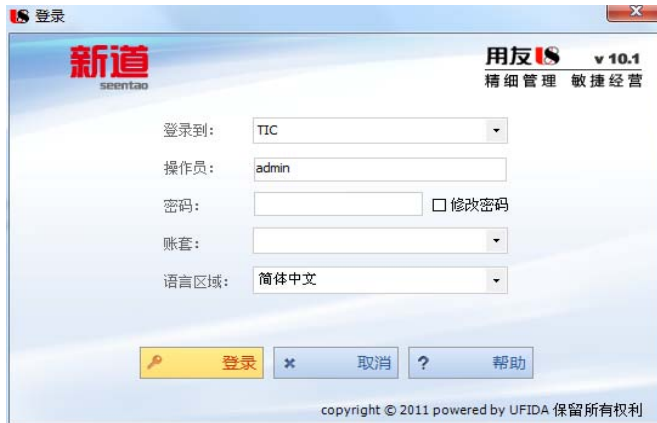 U8 登录
新道
seentao
用友U8 v 10.1
精细管理 敏捷经营
登录到: TIC
操作员: admin
密码: 修改密码
账套:
语言区域: 简体中文
登录 取消 ? 帮助
copyright © 2011 powered by UFIDA 保留所有权利